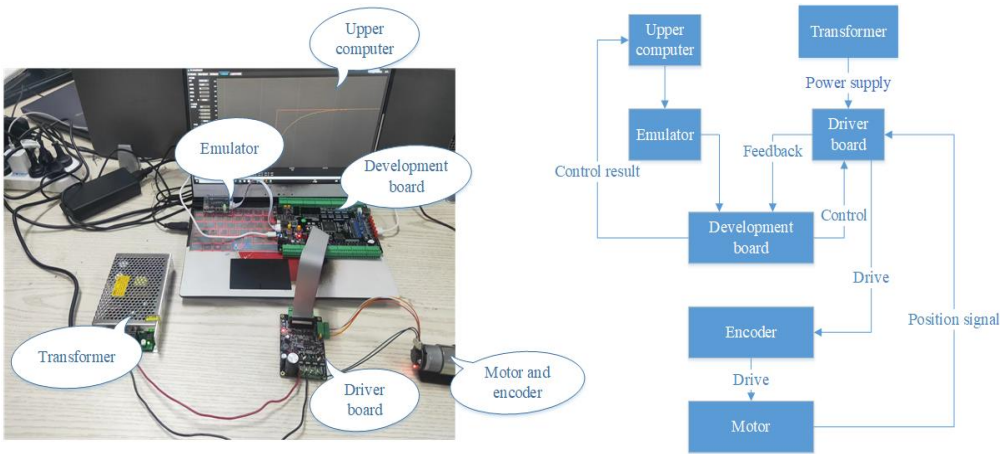 Upper
computer
Emulator
Development
board
Transformer
Driver
board
Motor and
encoder
Upper
computer
Transformer
Power supply
Emulator
Driver
board
Feedback
Control result
Control
Development
board
Drive
Encoder
Position signal
Drive
Motor